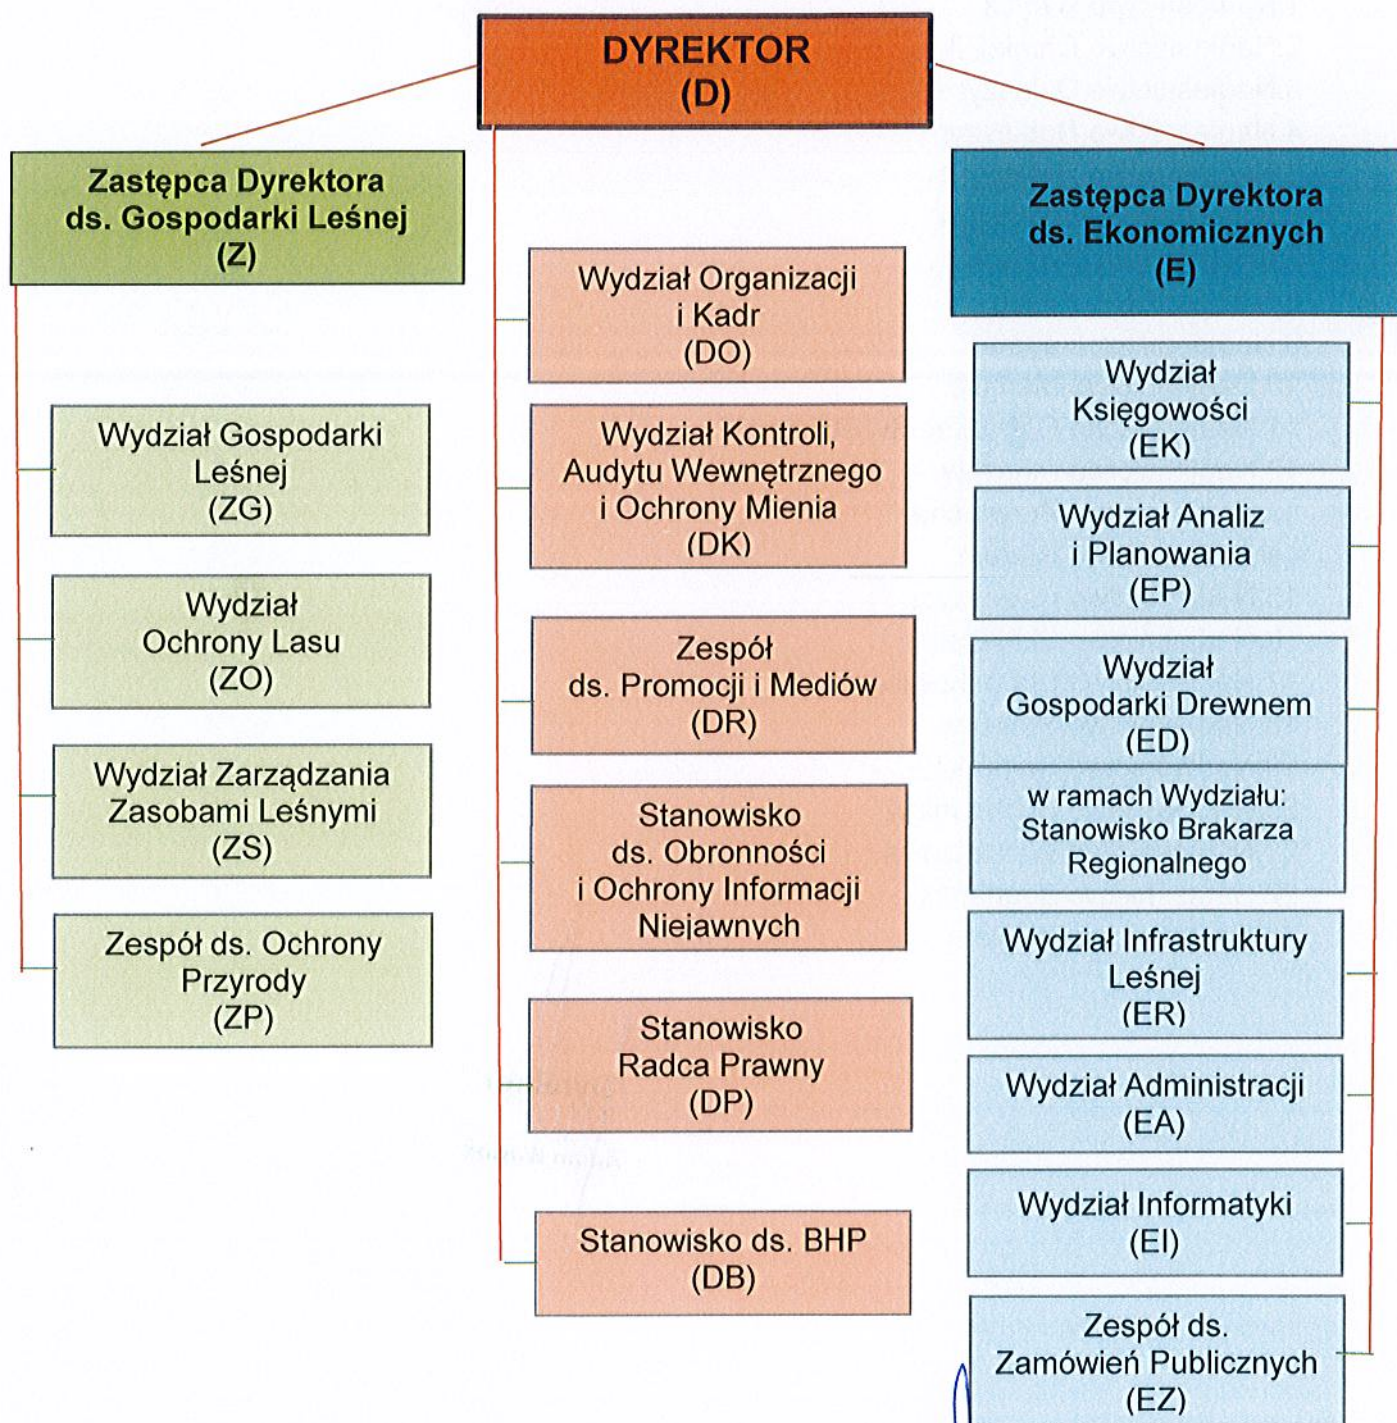 DYREKTOR
(D)
Zastępca Dyrektora
ds. Gospodarki Leśnej
(Z)
Wydział Gospodarki
Leśnej
(ZG)
Wydział
Ochrony Lasu
(ZO)
Wydział Zarządzania
Zasobami Leśnymi
(ZS)
Zespół ds. Ochrony
Przyrody
(ZP)
Wydział Organizacji
i Kadr
(DO)
Wydział Kontroli,
Audytu Wewnętrznego
i Ochrony Mienia
(DK)
Zespół
ds. Promocji i Mediów
(DR)
Stanowisko
ds. Obronności
i Ochrony Informacji
Niejawnych
Stanowisko
Radca Prawny
(DP)
Stanowisko ds. BHP
(DB)
Zastępca Dyrektora
ds. Ekonomicznych
(E)
Wydział
Księgowości
(EK)
Wydział Analiz
i Planowania
(EP)
Wydział
Gospodarki Drewnem
(ED)
w ramach Wydziału:
Stanowisko Brakarza
Regionalnego
Wydział Infrastruktury
Leśnej
(ER)
Wydział Administracji
(EA)
Wydział Informatyki
(EI)
Zespół ds.
Zamówień Publicznych
(EZ)